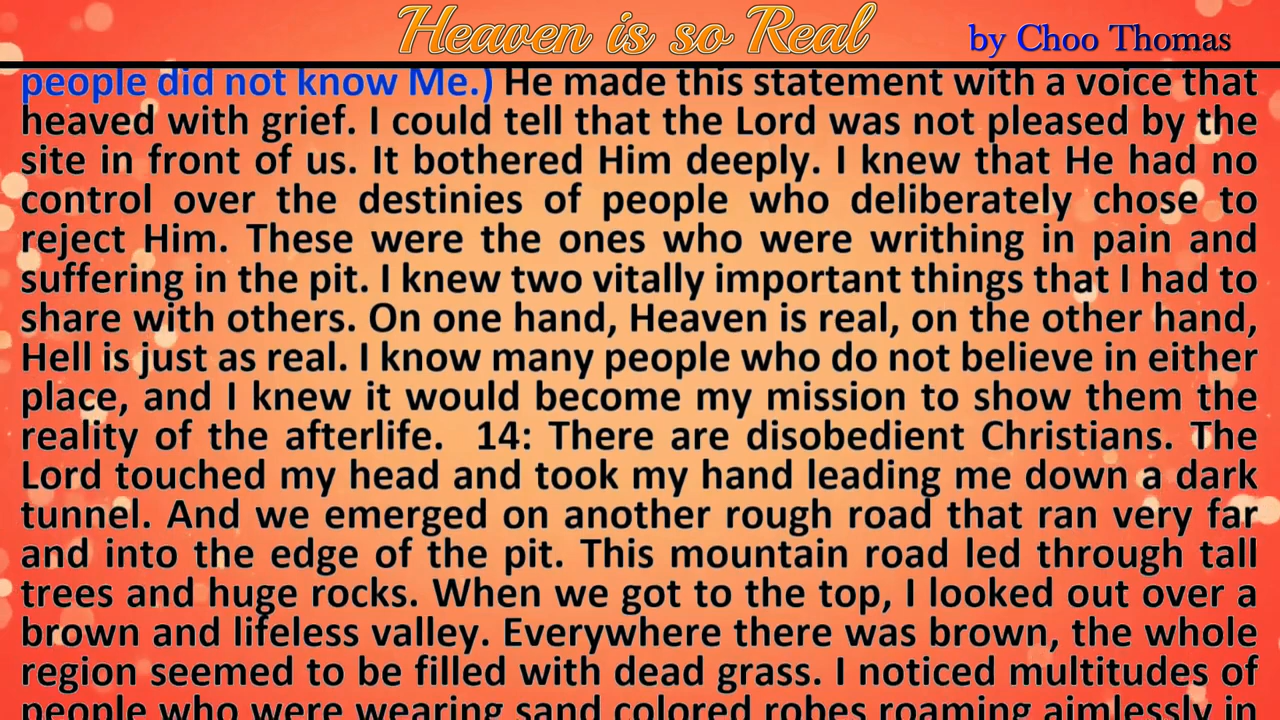 Heaven is so Real
by Choo Thomas
people did not know Me.) He made this statement with a voice that
heaved with grief. I could tell that the Lord was not pleased by the
site in front of us. It bothered Him deeply. I knew that He had no
control over the destinies of people who deliberately chose to
reject Him. These were the ones who were writhing in pain and
suffering in the pit. I knew two vitally important things that I had to
share with others. On one hand, Heaven is real, on the other hand,
Hell is just as real. I know many people who do not believe in either
place, and I knew it would become my mission to show them the
reality of the afterlife.  14: There are disobedient Christians. The
Lord touched my head and took my hand leading me down a dark
tunnel. And we emerged on another rough road that ran very far
and into the edge of the pit. This mountain road led through tall
trees and huge rocks. When we got to the top, I looked out over a
brown and lifeless valley. Everywhere there was brown, the whole
region seemed to be filled with dead grass. I noticed multitudes of
people who were wearing sand colored robes roaming aimlessly in